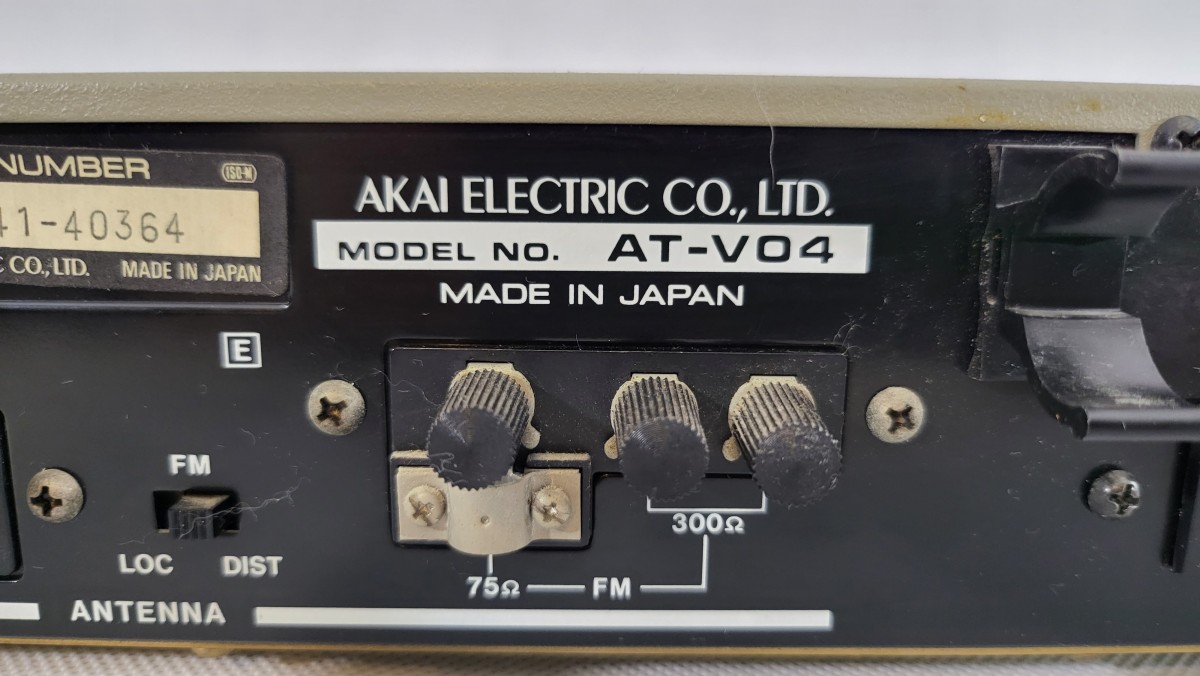 NUMBER
ISO-M
41-40364
CO., LTD. MADE IN JAPAN
AKAI ELECTRIC CO., LTD.
MODEL NO. AT-V04
MADE IN JAPAN
E
FM
LOC DIST
300Ω
75Ω FM
ANTENNA